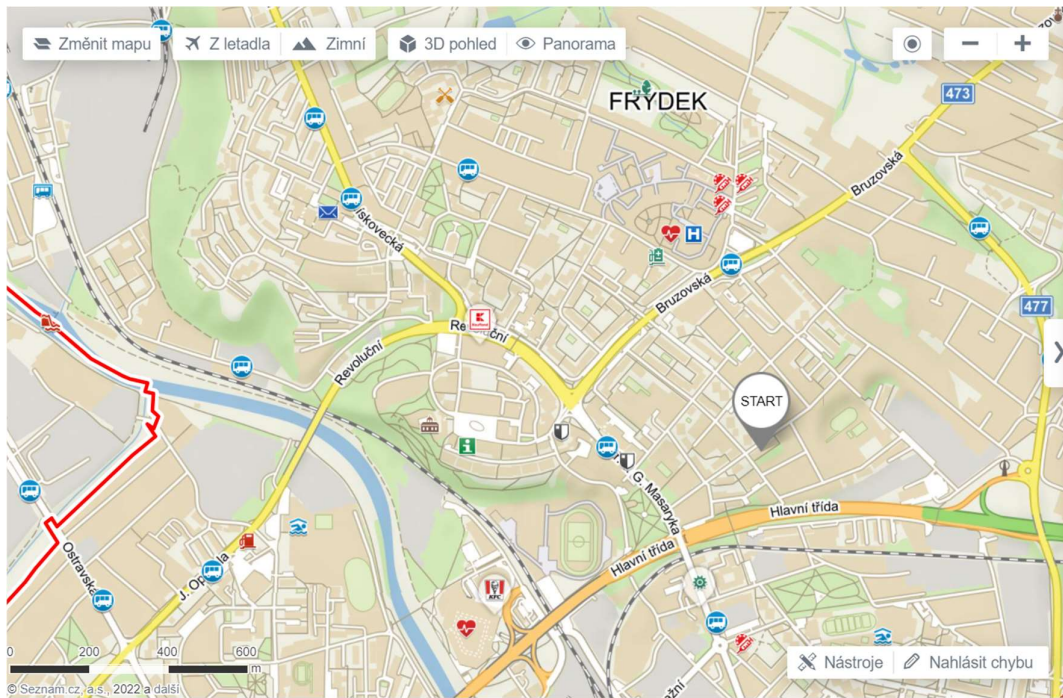 Změnit mapu
Z letadla
Zimní
3D pohled
Panorama
FRÝDEK
473
Bruzovská
477
Revoluční
Bruzovská
Revoluční
START
G. Masaryka
Hlavní třída
Hlavní třída
Ostravská
KFC
0 200 400 600 m
Nástroje
Nahlásit chybu
© Seznam.cz, a.s., 2022 a další